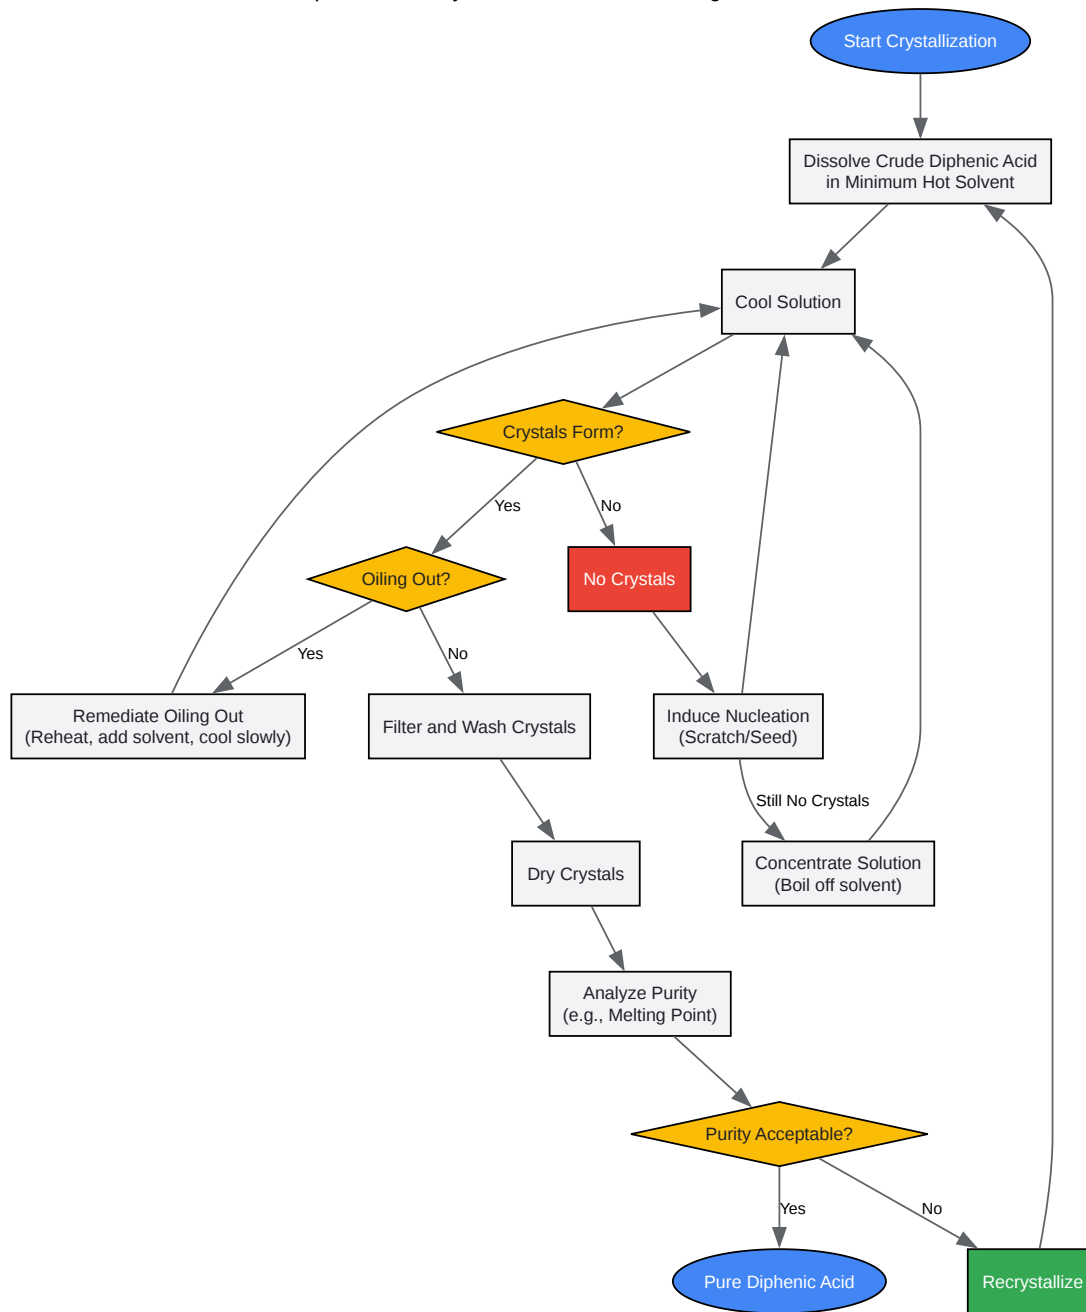 Start Crystallization
Dissolve Crude Diphenic Acid
in Minimum Hot Solvent
Cool Solution
Crystals Form?
Yes
No
Oiling Out?
No Crystals
Yes
No
Remediate Oiling Out
(Reheat, add solvent, cool slowly)
Filter and Wash Crystals
Induce Nucleation
(Scratch/Seed)
Still No Crystals
Dry Crystals
Concentrate Solution
(Boil off solvent)
Analyze Purity
(e.g., Melting Point)
Purity Acceptable?
Yes
No
Pure Diphenic Acid
Recrystallize